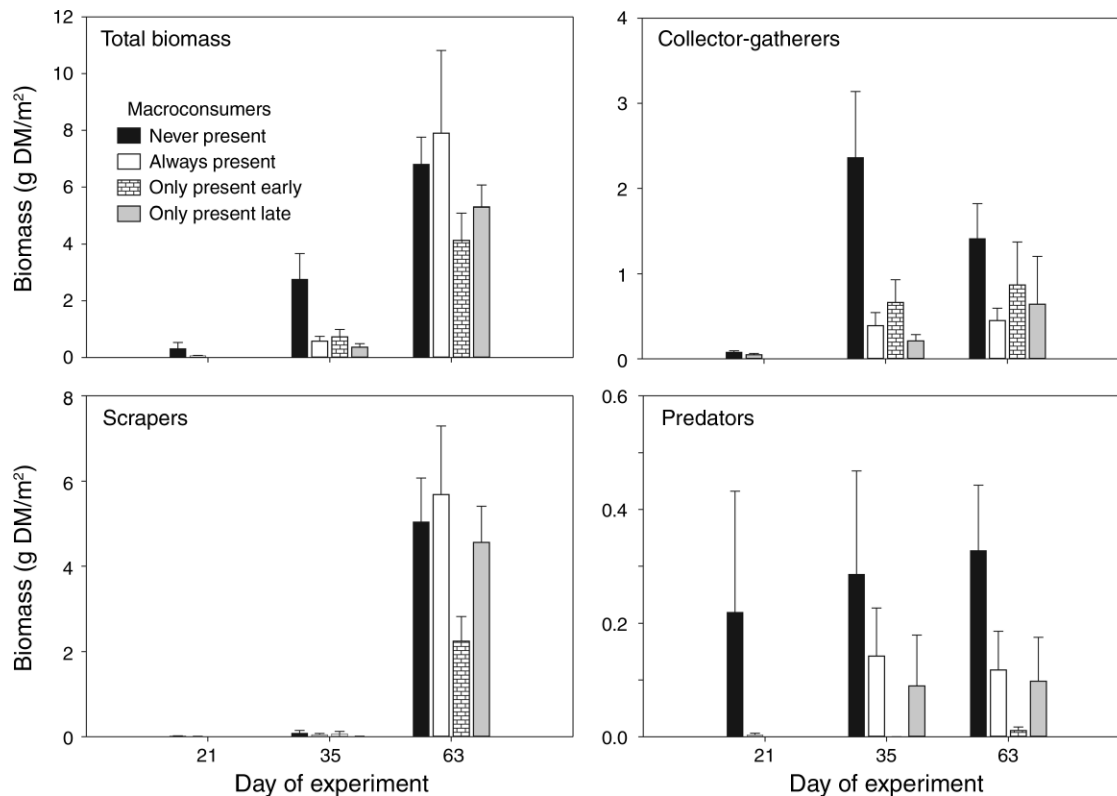 Total biomass
Macroconsumers
Never present
Always present
Only present early
Only present late
Biomass (g DM/m²)
12
10
8
6
4
2
0
Collector-gatherers
4
3
2
1
0
Scrapers
Biomass (g DM/m²)
8
6
4
2
0
21
35
63
Day of experiment
Predators
0.6
0.4
0.2
0.0
21
35
63
Day of experiment